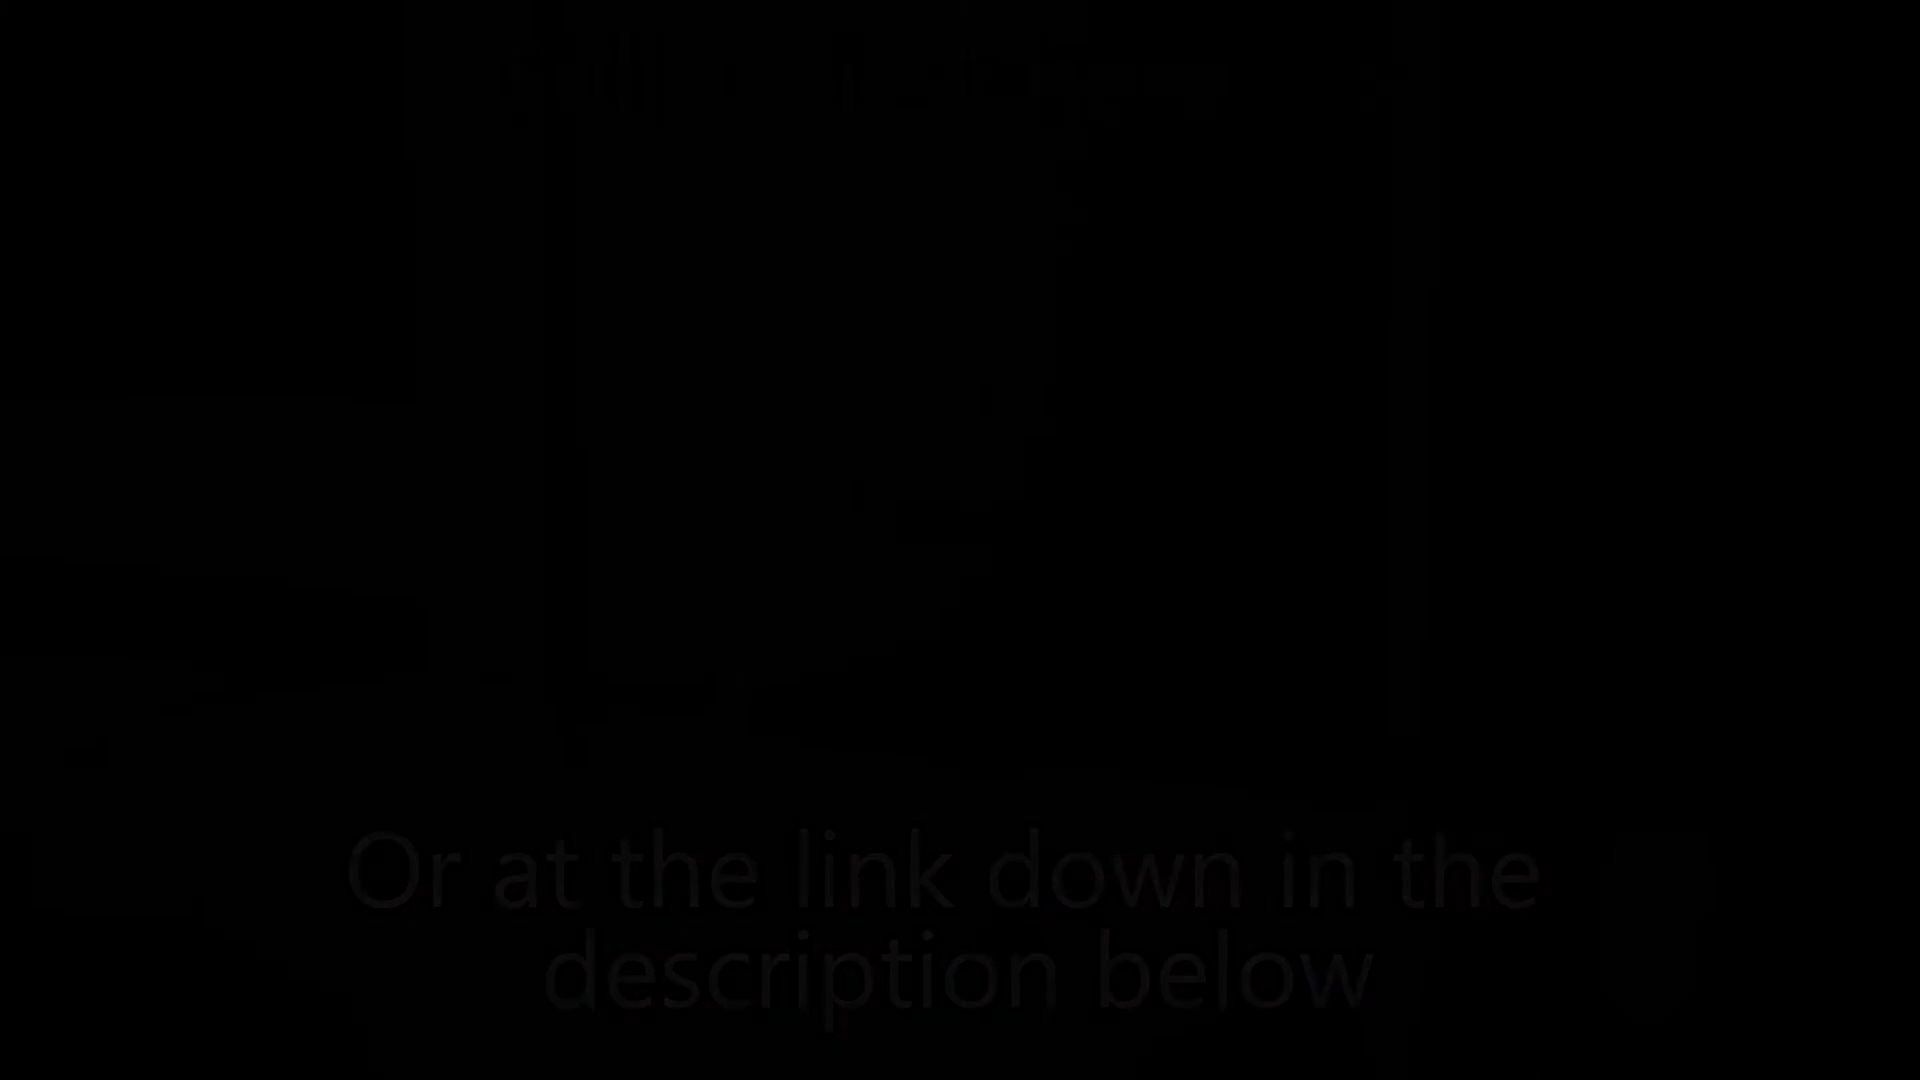 Or at the link down in the
description below